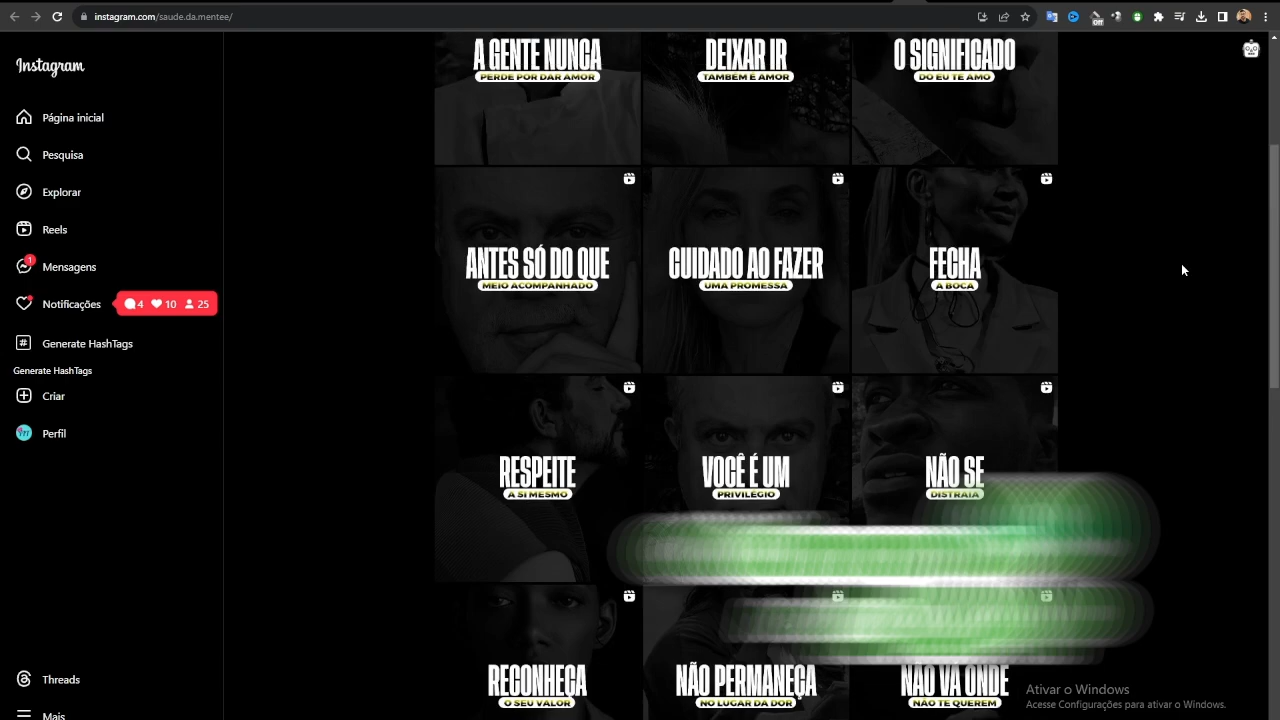 instagram.com/saude.da.mentee/
Off
Instagram
Página inicial
Pesquisa
Explorar
Reels
1
Mensagens
Notificações
4 10 25
Generate HashTags
Generate HashTags
Criar
Perfil
Threads
Mais
A GENTE NUNCA
PERDE POR DAR AMOR
DEIXAR IR
TAMBÉM É AMOR
O SIGNIFICADO
DO EU TE AMO
ANTES SÓ DO QUE
MEIO ACOMPANHADO
CUIDADO AO FAZER
UMA PROMESSA
FECHA
A BOCA
RESPEITE
A SI MESMO
VOCÊ É UM
PRIVILÉGIO
NÃO SE
DISTRAIA
RECONHEÇA
O SEU VALOR
NÃO PERMANEÇA
NO LUGAR DA DOR
NÃO VÁ ONDE
NÃO TE QUEREM
Ativar o Windows
Acesse Configurações para ativar o Windows.